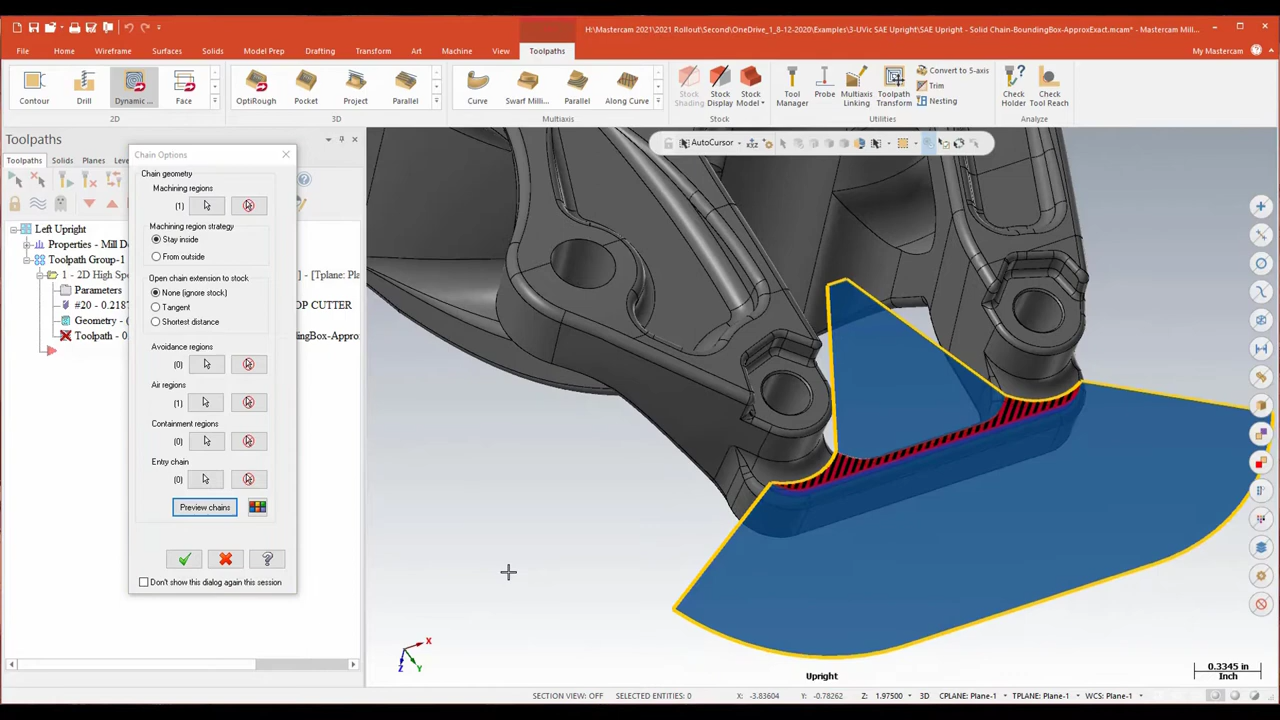 H:\Mastercam 2021\2021 Rollout\Second\OneDrive_1_8-12-2020\Examples\3-UVic SAE Upright\SAE Upright - Solid Chain-BoundingBox-ApproxExact.mcam* - Mastercam Mill...
File Home Wireframe Surfaces Solids Model Prep Drafting Transform Art Machine View Toolpaths My Mastercam
Contour Drill Dynamic ... Face
OptiRough Pocket Project Parallel
Curve Swarf Milli... Parallel Along Curve
Stock Shading Stock Display Stock Model
Tool Manager Probe Multiaxis Linking Toolpath Transform
Convert to 5-axis
Trim
Nesting
Check Holder Check Tool Reach
2D 3D Multiaxis Stock Utilities Analyze
Toolpaths
AutoCursor
Toolpaths Solids Planes Lev
Left Upright
Properties - Mill D
Toolpath Group-1
1 - 2D High Sp
] - [Tplane: Pla
Parameters
#20 - 0.2187
OP CUTTER
Geometry - (
Toolpath - 0
ngBox-Approx
Chain Options
Chain geometry
Machining regions
(1)
Machining region strategy
Stay inside
From outside
Open chain extension to stock
None (ignore stock)
Tangent
Shortest distance
Avoidance regions
(0)
Air regions
(1)
Containment regions
(0)
Entry chain
(0)
Preview chains
Don't show this dialog again this session
X
Z Y
Upright
0.3345 in
Inch
SECTION VIEW: OFF SELECTED ENTITIES: 0 X: -3.83604 Y: -0.78262 Z: 1.97500 3D CPLANE: Plane-1 TPLANE: Plane-1 WCS: Plane-1